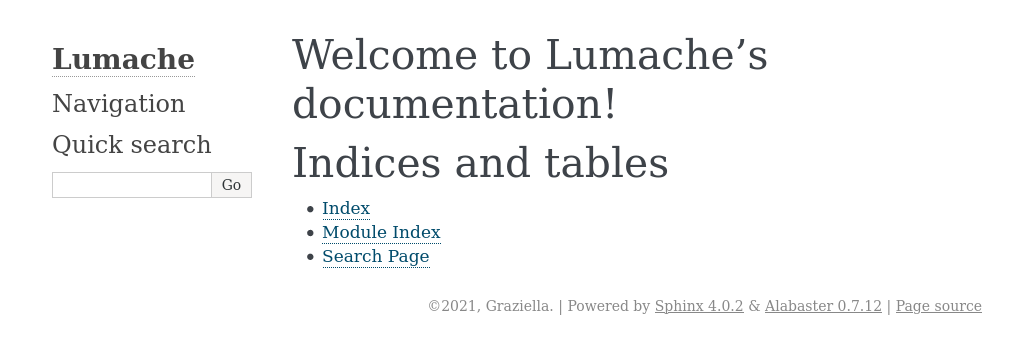 Lumache
Navigation
Quick search
Go
Welcome to Lumache’s
documentation!
Indices and tables
• Index
• Module Index
• Search Page
©2021, Graziella. | Powered by Sphinx 4.0.2 & Alabaster 0.7.12 | Page source